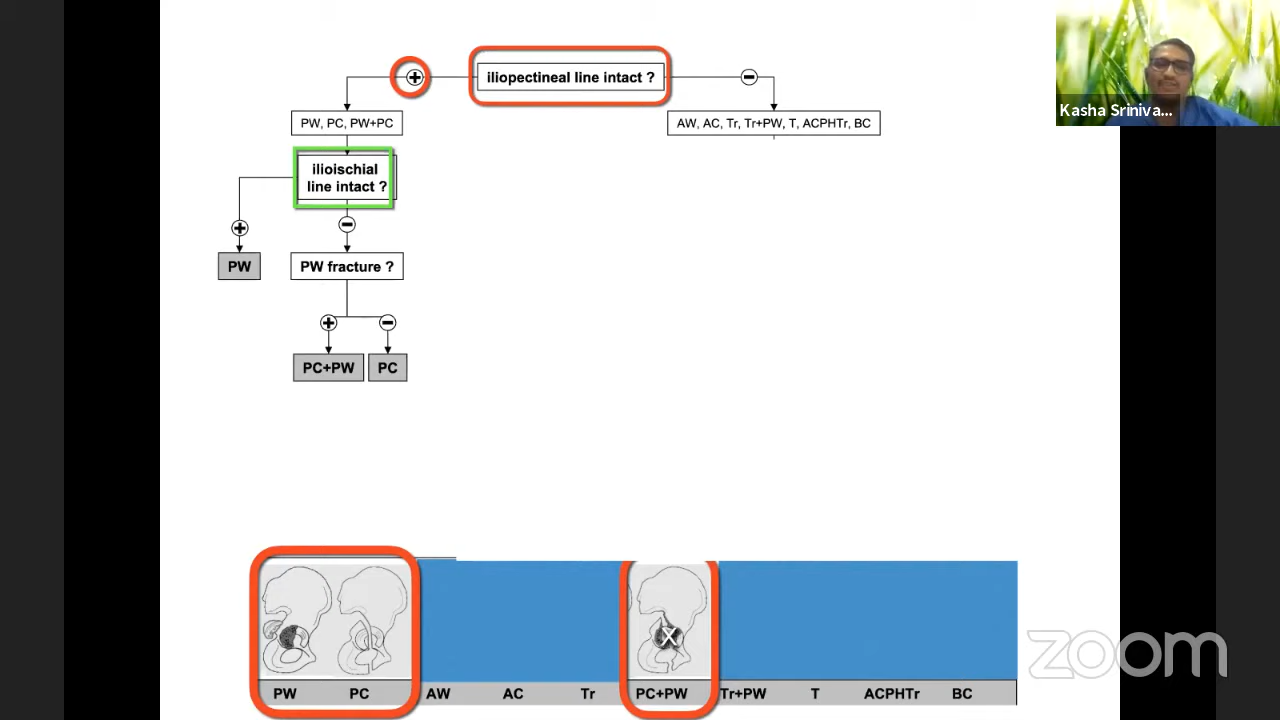 iliopectineal line intact ?
PW, PC, PW+PC
AW, AC, Tr, Tr+PW, T, ACPHTr, BC
Kasha Sriniva...
ilioischial
line intact ?
PW
PW fracture ?
PC+PW
PC
X
zoom
PW PC AW AC Tr PC+PW Tr+PW T ACPHTr BC